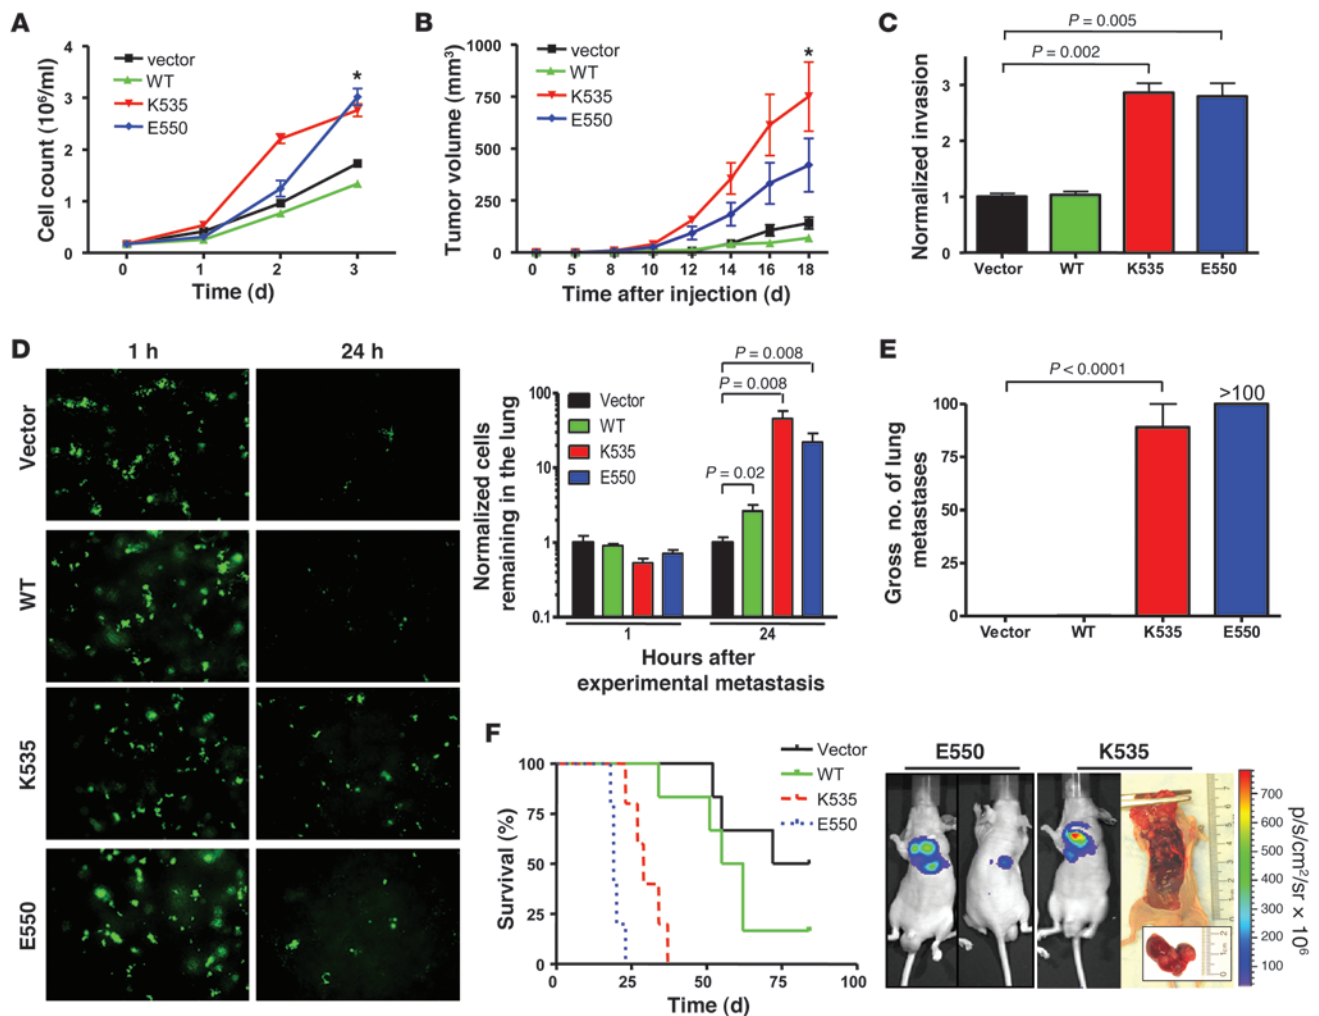 A
Cell count (10⁶/ml)
4
3
2
1
0
vector
WT
K535
E550
*
0 1 2 3
Time (d)
B
Tumor volume (mm³)
1000
750
500
250
0
vector
WT
K535
E550
*
0 5 8 10 12 14 16 18
Time after injection (d)
C
Normalized invasion
P = 0.005
P = 0.002
3
2
1
0
Vector WT K535 E550
D
1 h 24 h
Vector
WT
K535
E550
Normalized cells
remaining in the lung
100
10
1
0.1
Vector
WT
K535
E550
P = 0.008
P = 0.008
P = 0.02
1 24
Hours after
experimental metastasis
E
Gross no. of lung
metastases
P < 0.0001
>100
100
75
50
25
0
Vector WT K535 E550
F
Survival (%)
100
75
50
25
0
Vector
WT
K535
E550
0 25 50 75 100
Time (d)
E550 K535
700
600
500
400
300
200
100
p/s/cm²/sr × 10⁶